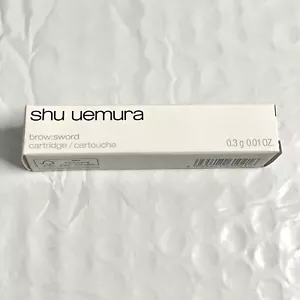 shu uemura
brow:sword
cartridge / cartouche
0.3 g 0.01 OZ.